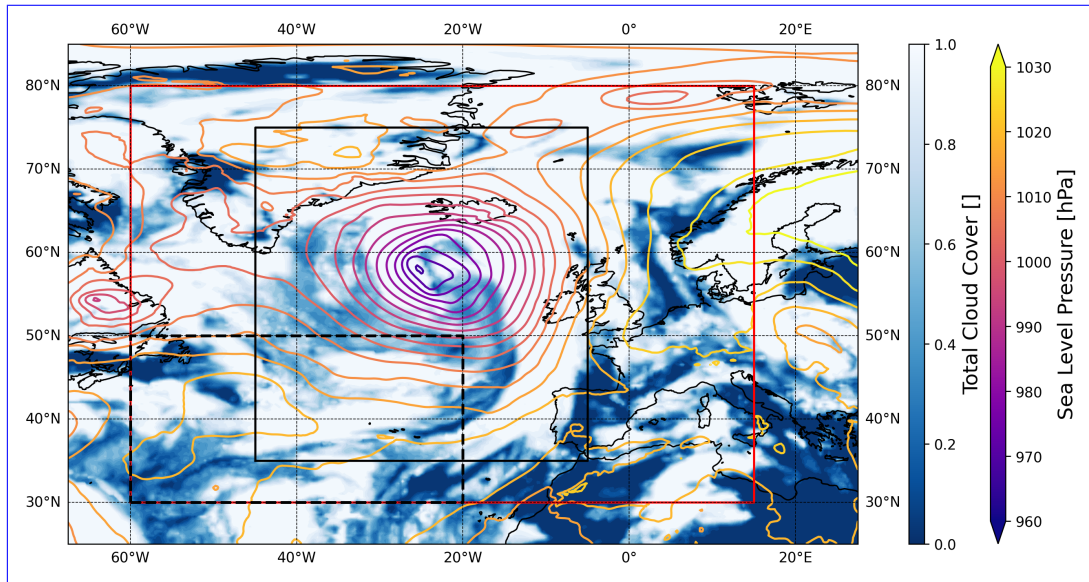 60°W 40°W 20°W 0° 20°E
80°N 80°N
70°N 70°N
60°N 60°N
50°N 50°N
40°N 40°N
30°N 30°N
60°W 40°W 20°W 0° 20°E
1.0
0.8
0.6
0.4
0.2
0.0
Total Cloud Cover []
1030
1020
1010
1000
990
980
970
960
Sea Level Pressure [hPa]